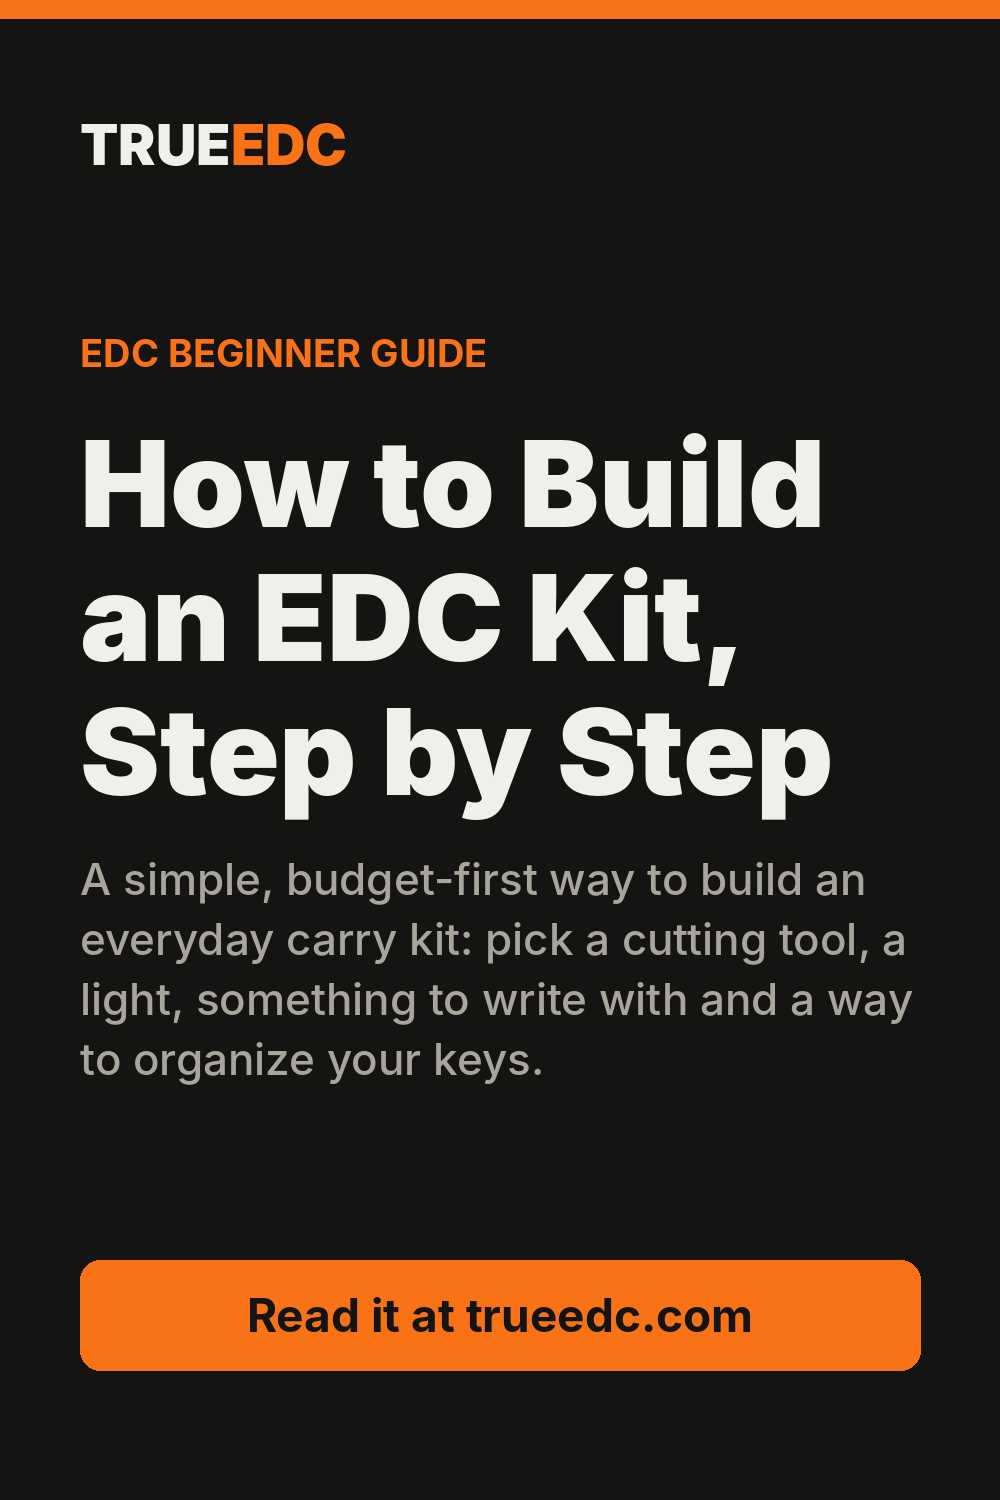 TRUEEDC
EDC BEGINNER GUIDE
How to Build
an EDC Kit,
Step by Step
A simple, budget-first way to build an
everyday carry kit: pick a cutting tool, a
light, something to write with and a way
to organize your keys.
Read it at trueedc.com